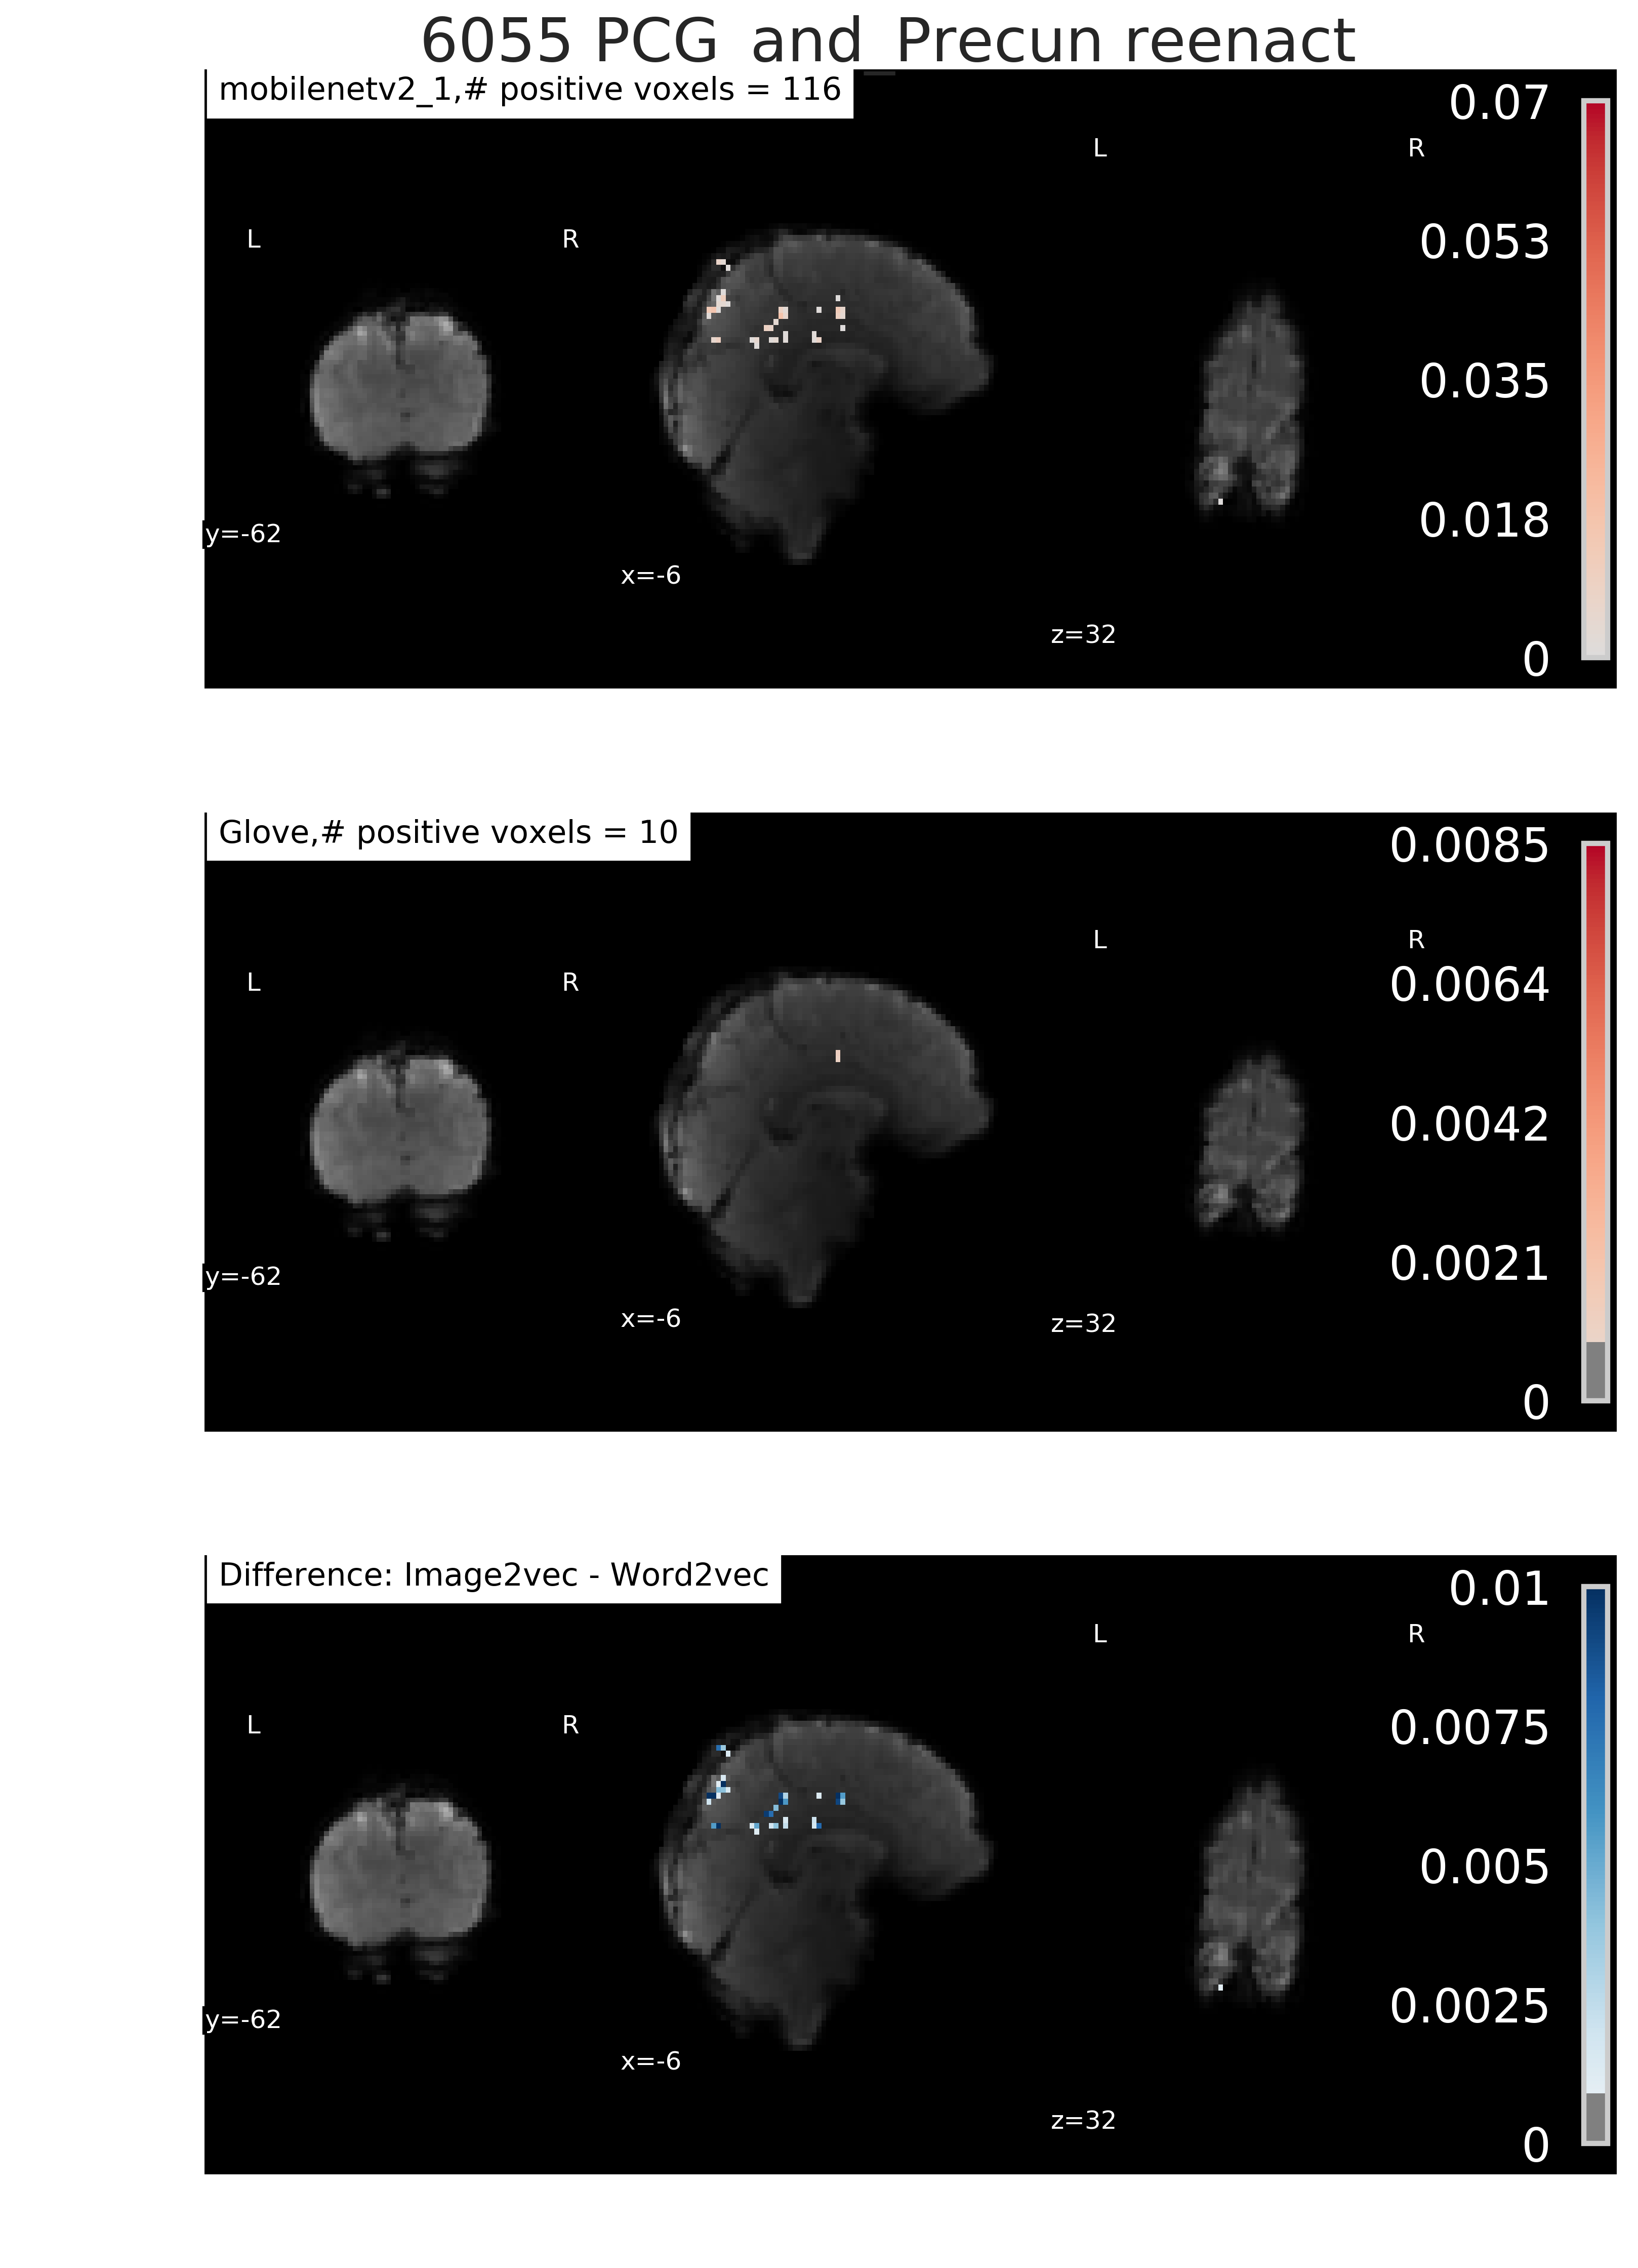 6055 PCG_and_Precun reenact
mobilenetv2_1,# positive voxels = 116
0.07
L R
0.053
L R
0.035
0.018
y=-62
x=-6
z=32
0
Glove,# positive voxels = 10
0.0085
L R
0.0064
L R
0.0042
0.0021
y=-62
x=-6
z=32
0
Difference: Image2vec - Word2vec
0.01
L R
0.0075
L R
0.005
0.0025
y=-62
x=-6
z=32
0